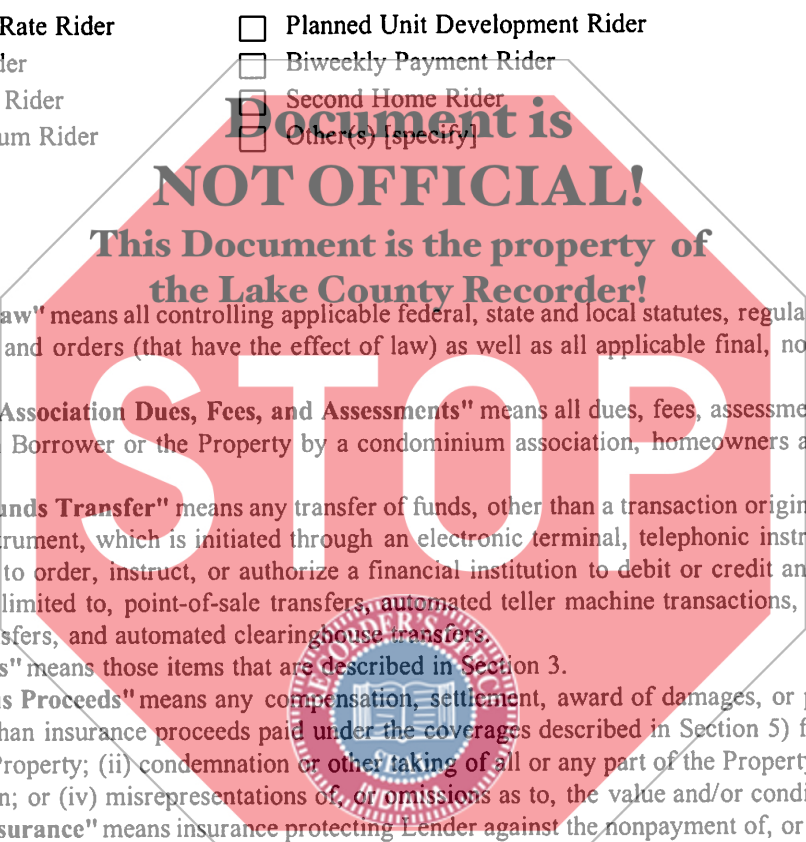 Rate Rider ☐ Planned Unit Development Rider
der ☐ Biweekly Payment Rider
Rider ☐ Second Home Rider
um Rider ☐ Other(s) [specify]
Document is
NOT OFFICIAL!
This Document is the property of
the Lake County Recorder!
aw" means all controlling applicable federal, state and local statutes, regula
and orders (that have the effect of law) as well as all applicable final, no
STOP
Association Dues, Fees, and Assessments" means all dues, fees, assessme
Borrower or the Property by a condominium association, homeowners a
unds Transfer" means any transfer of funds, other than a transaction origin
trument, which is initiated through an electronic terminal, telephonic instr
to order, instruct, or authorize a financial institution to debit or credit an
limited to, point-of-sale transfers, automated teller machine transactions,
sfers, and automated clearinghouse transfers.
s" means those items that are described in Section 3.
RECORDER'S OFFICE
us Proceeds" means any compensation, settlement, award of damages, or p
han insurance proceeds paid under the coverages described in Section 5) f
Property; (ii) condemnation or other taking of all or any part of the Property
SEAL
n; or (iv) misrepresentations of, or omissions as to, the value and/or condi
INDIANA
surance" means insurance protecting Lender against the nonpayment of, or